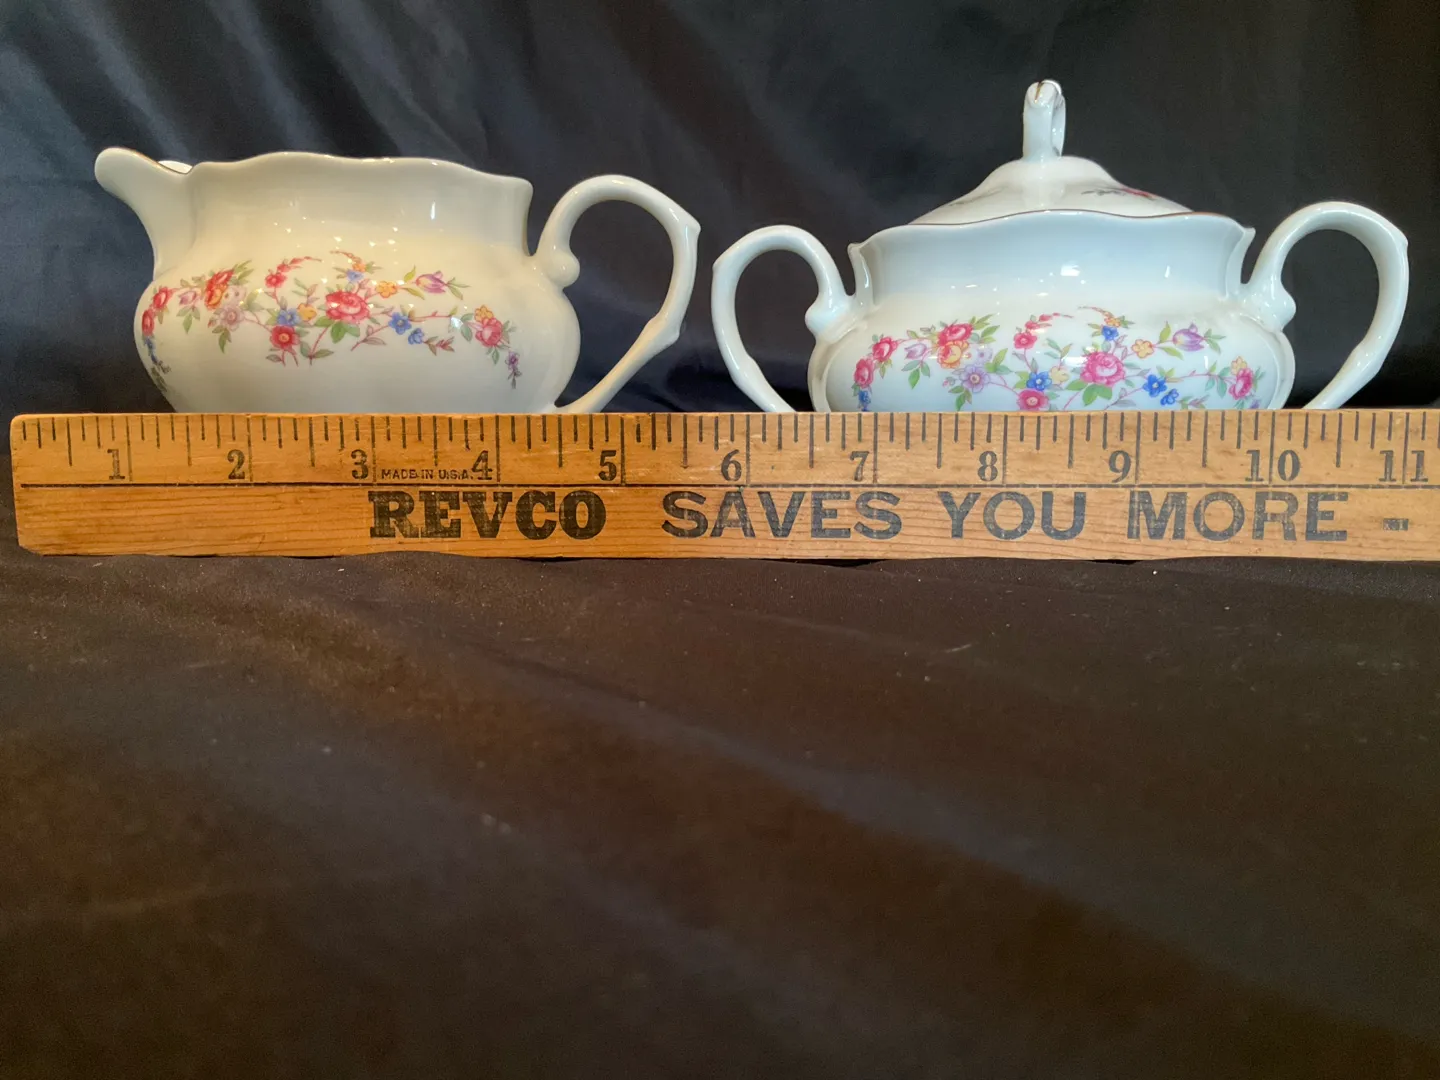 1 2 3 4 5 6 7 8 9 10 11
MADE IN U.S.A.
REVCO SAVES YOU MORE -